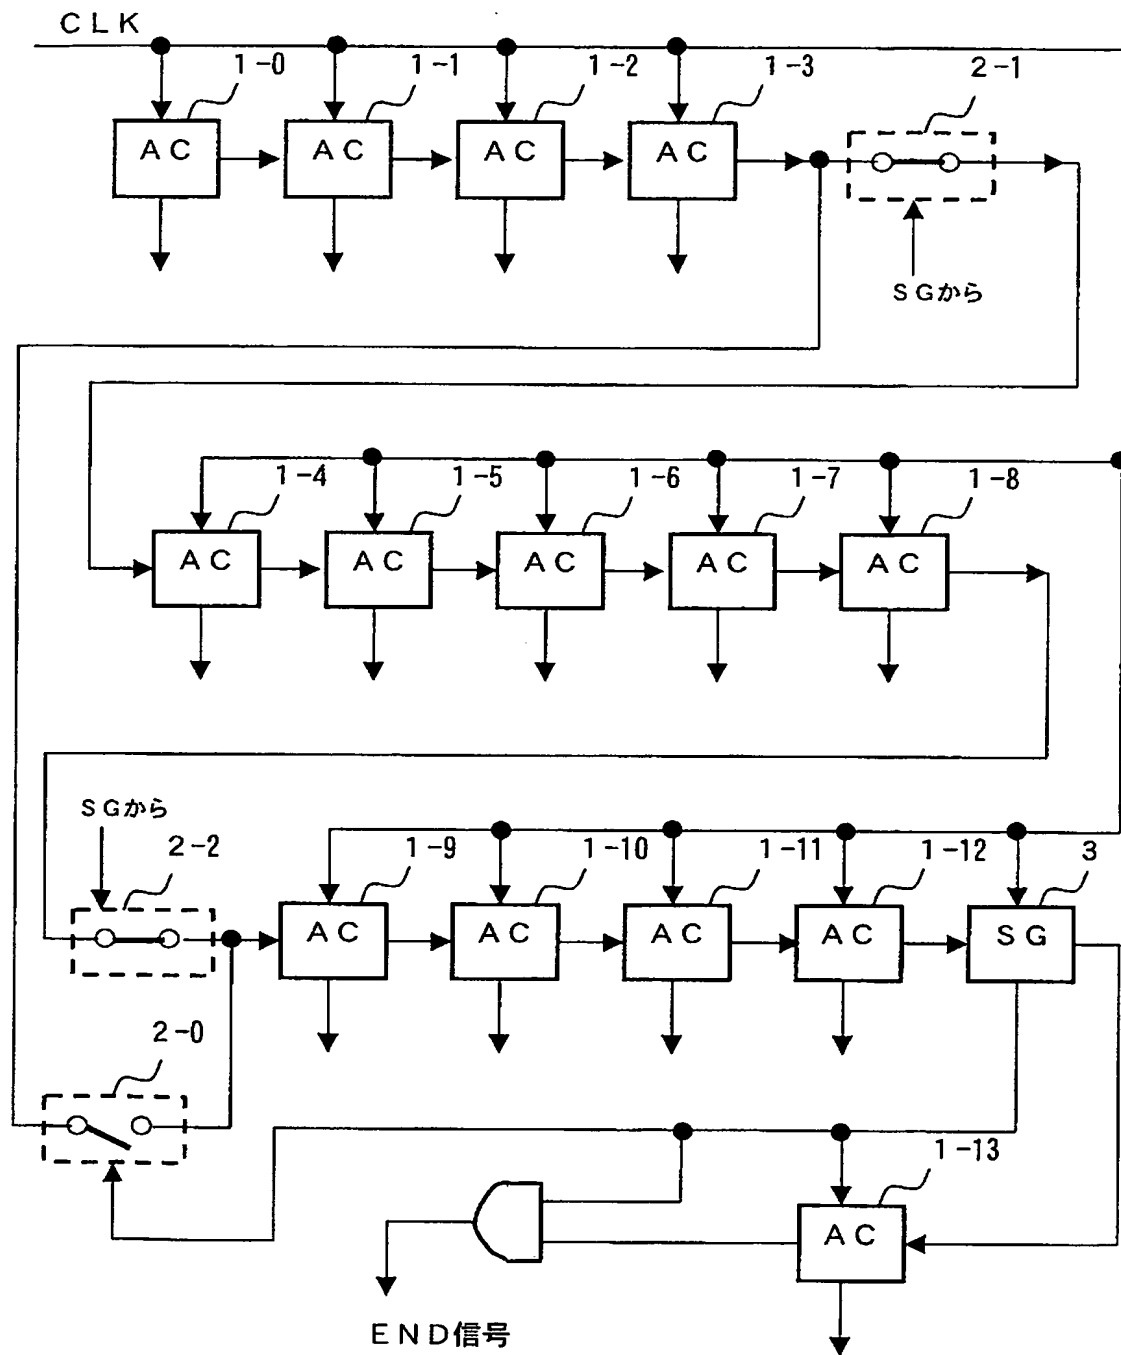 CLK
1-0
1-1
1-2
1-3
2-1
AC
AC
AC
AC
SGから
1-4
1-5
1-6
1-7
1-8
AC
AC
AC
AC
AC
SGから
2-2
1-9
1-10
1-11
1-12
3
AC
AC
AC
AC
SG
2-0
1-13
AC
END信号